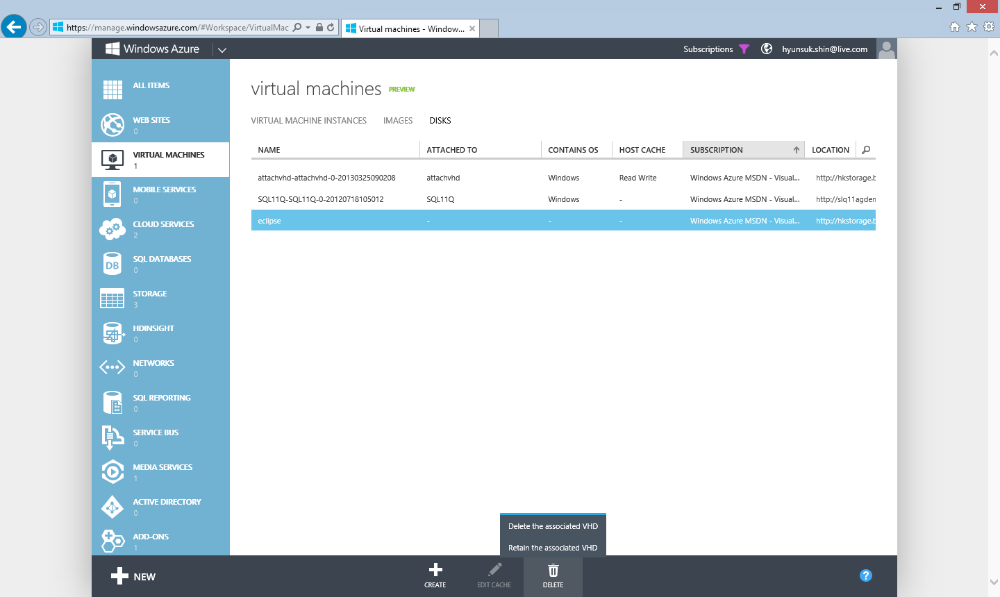 https://manage.windowsazure.com/#Workspace/VirtualMac
Virtual machines - Window...
Windows Azure
Subscriptions
hyunsuk.shin@live.com
ALL ITEMS
WEB SITES
0
VIRTUAL MACHINES
1
MOBILE SERVICES
0
CLOUD SERVICES
2
DB
SQL DATABASES
0
STORAGE
3
HDINSIGHT
0
NETWORKS
0
SQL REPORTING
0
SERVICE BUS
0
MEDIA SERVICES
1
ACTIVE DIRECTORY
0
ADD-ONS
1
virtual machines PREVIEW
VIRTUAL MACHINE INSTANCES IMAGES DISKS
NAME ATTACHED TO CONTAINS OS HOST CACHE SUBSCRIPTION LOCATION
attachvhd-attachvhd-0-20130325090208 attachvhd Windows Read Write Windows Azure MSDN - Visual... http://hkstorage.b
SQL11Q-SQL11Q-0-20120718105012 SQL11Q Windows - Windows Azure MSDN - Visual... http://slq11agden
eclipse - - - Windows Azure MSDN - Visual... http://hkstorage.b
Delete the associated VHD
Retain the associated VHD
NEW
CREATE
EDIT CACHE
DELETE
?